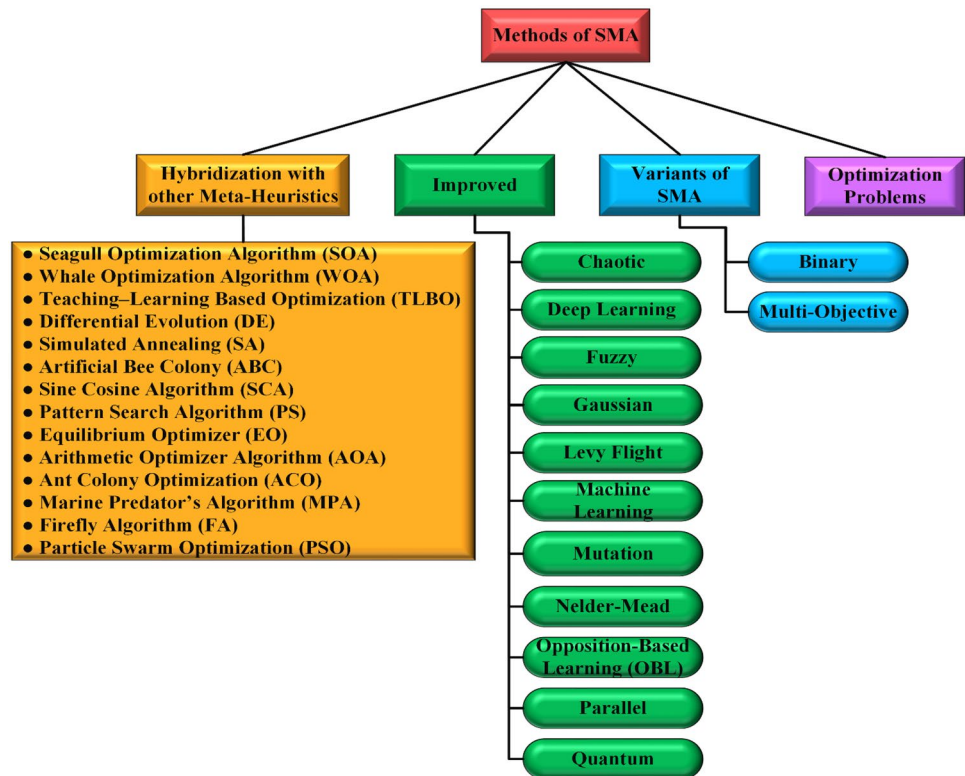 Methods of SMA
Hybridization with
other Meta-Heuristics
Improved
Variants of
SMA
Optimization
Problems
● Seagull Optimization Algorithm (SOA)
● Whale Optimization Algorithm (WOA)
● Teaching–Learning Based Optimization (TLBO)
● Differential Evolution (DE)
● Simulated Annealing (SA)
● Artificial Bee Colony (ABC)
● Sine Cosine Algorithm (SCA)
● Pattern Search Algorithm (PS)
● Equilibrium Optimizer (EO)
● Arithmetic Optimizer Algorithm (AOA)
● Ant Colony Optimization (ACO)
● Marine Predator’s Algorithm (MPA)
● Firefly Algorithm (FA)
● Particle Swarm Optimization (PSO)
Chaotic
Deep Learning
Fuzzy
Gaussian
Levy Flight
Machine
Learning
Mutation
Nelder-Mead
Opposition-Based
Learning (OBL)
Parallel
Quantum
Binary
Multi-Objective